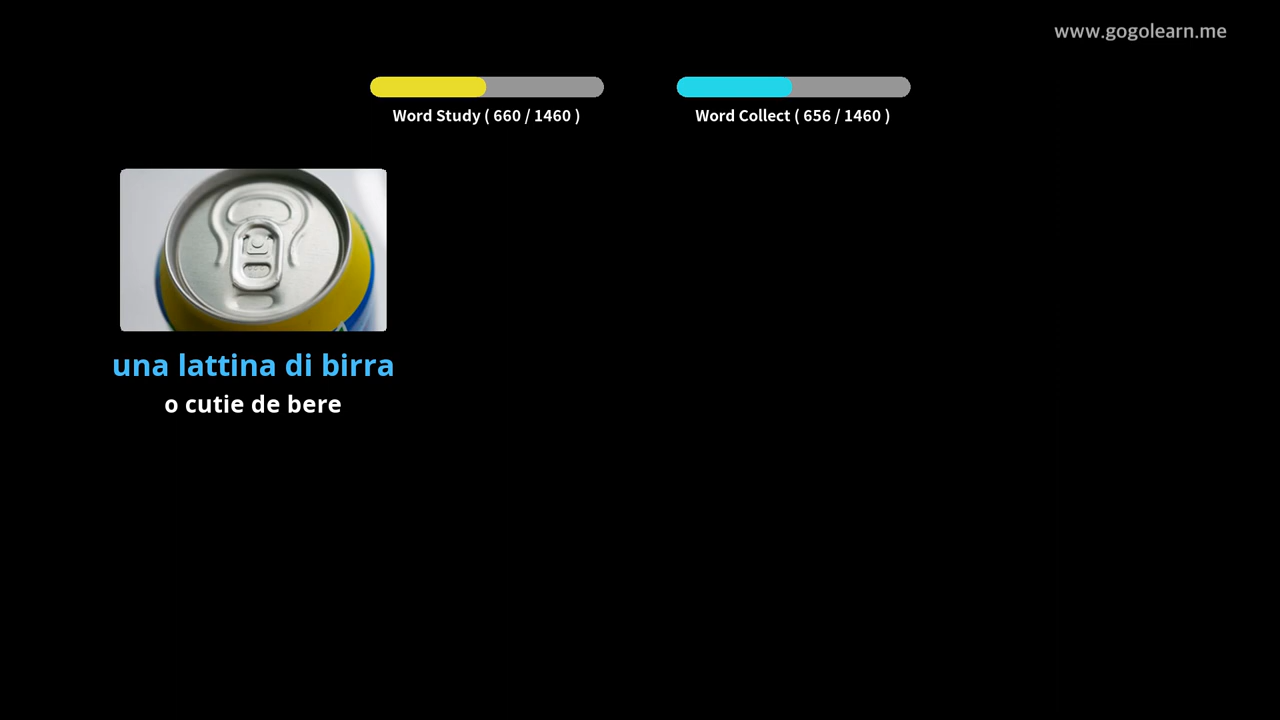 www.gogolearn.me
Word Study ( 660 / 1460 )
Word Collect ( 656 / 1460 )
una lattina di birra
o cutie de bere